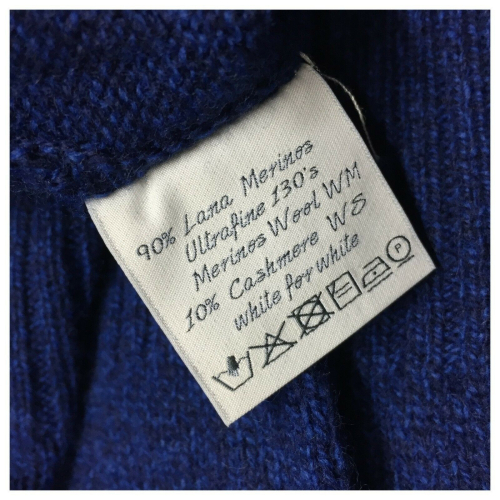 90% Lana Merinos
Ultrafine 130's
Merinos Wool WM
10% Cashmere WS
white for white
P